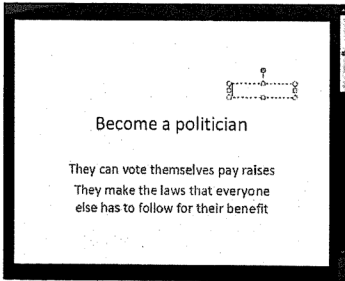 Become a politician
They can vote themselves pay raises
They make the laws that everyone
else has to follow for their benefit